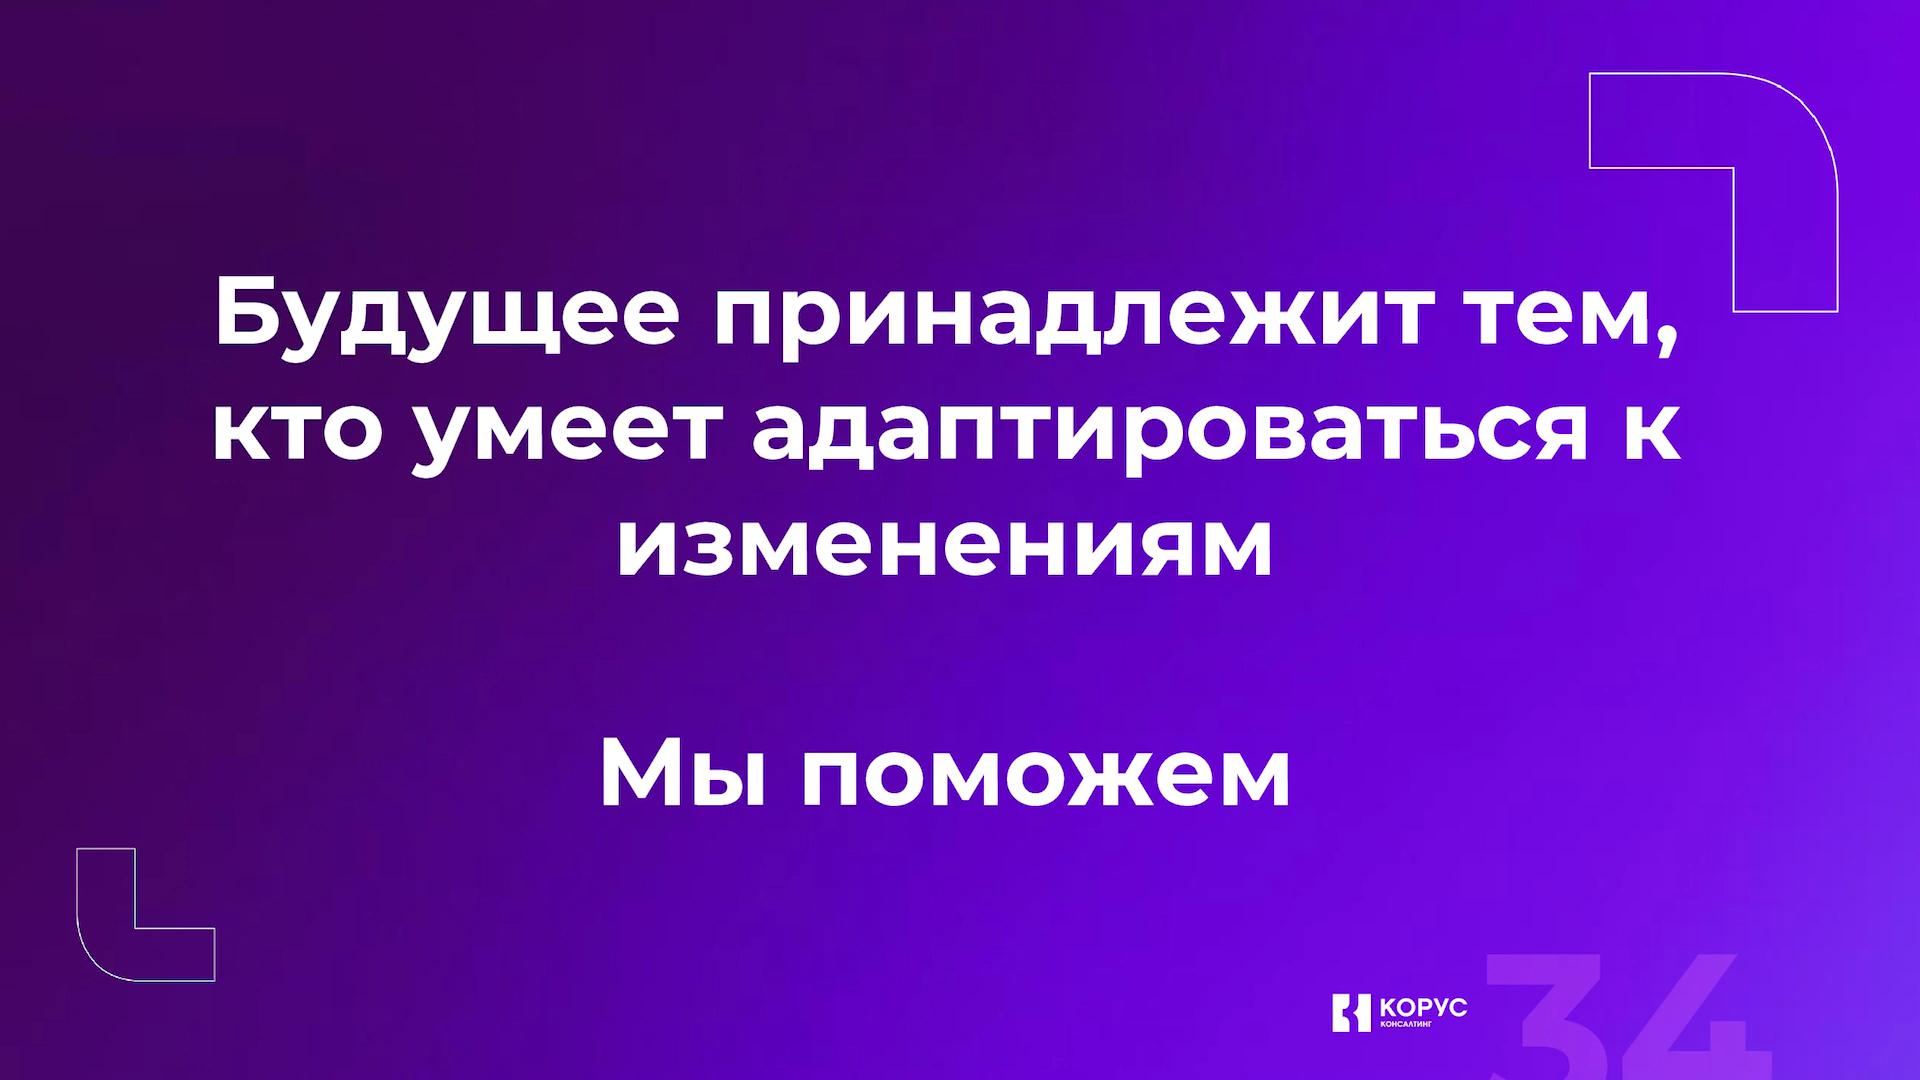 Будущее принадлежит тем,
кто умеет адаптироваться к
изменениям
Мы поможем
КОРУС
КОНСАЛТИНГ
34